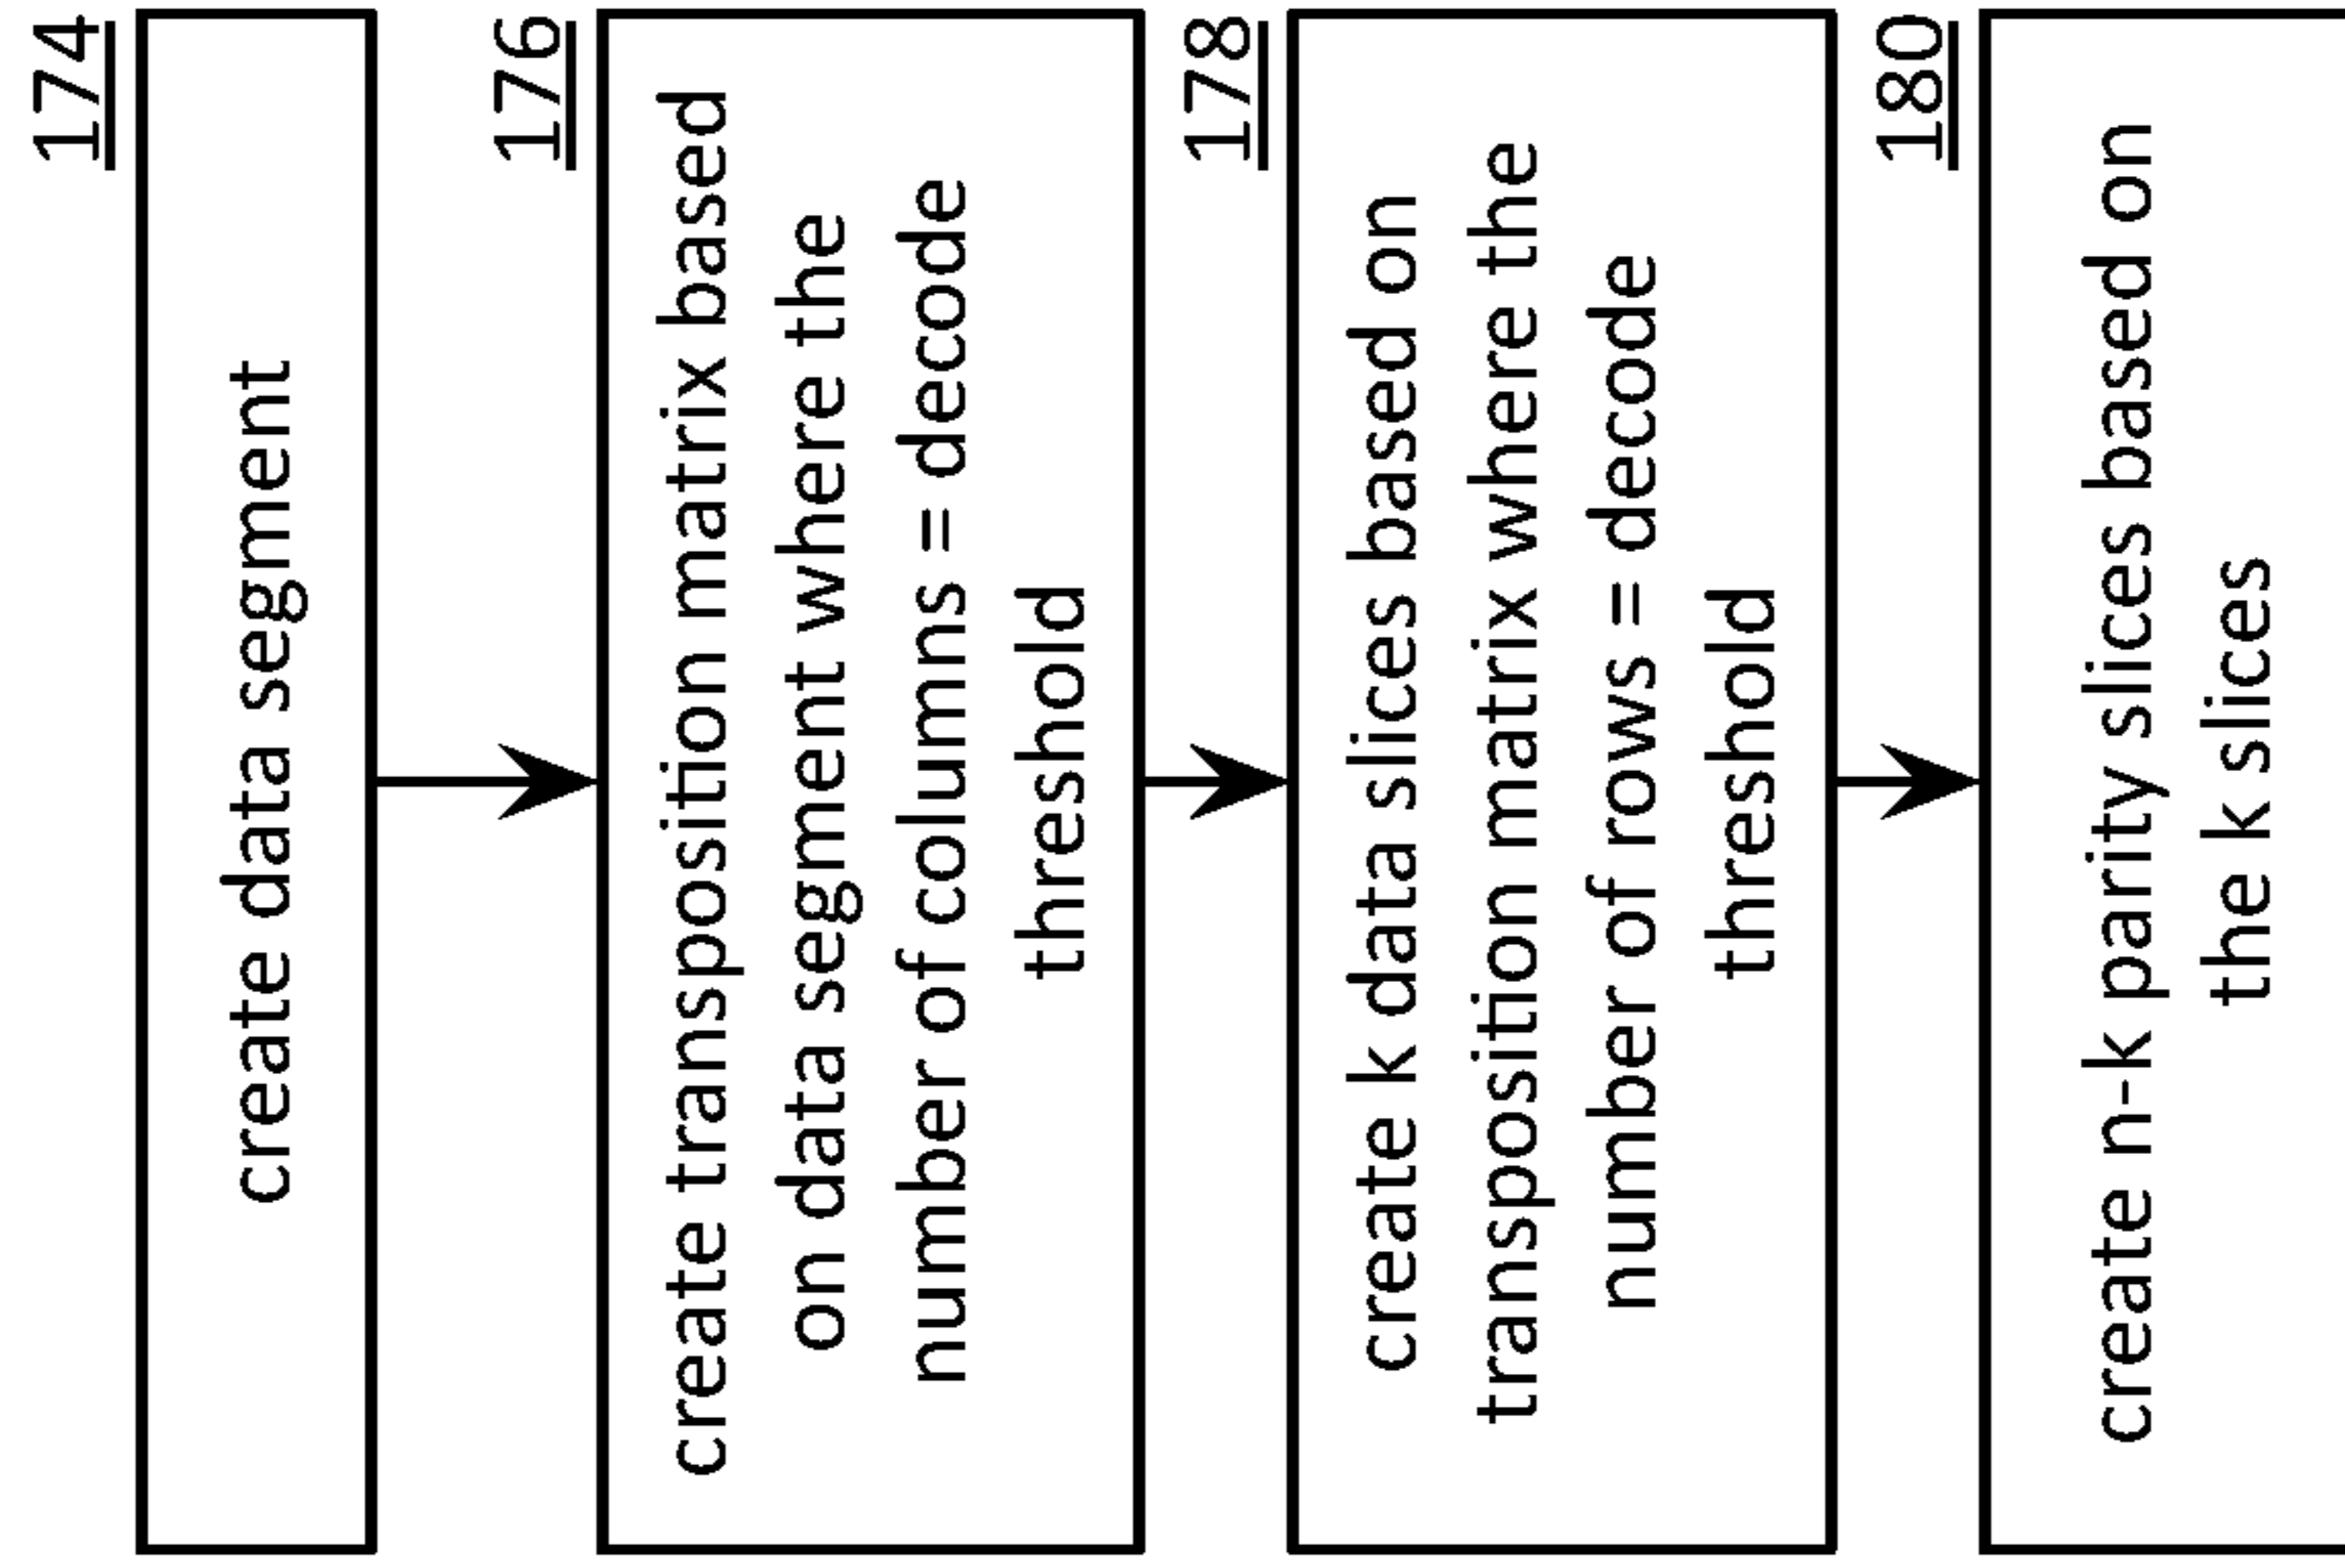 174
create data segment
176
create transposition matrix based
on data segment where the
number of columns = decode
threshold
178
create k data slices based on
transposition matrix where the
number of rows = decode
threshold
180
create n-k parity slices based on
the k slices